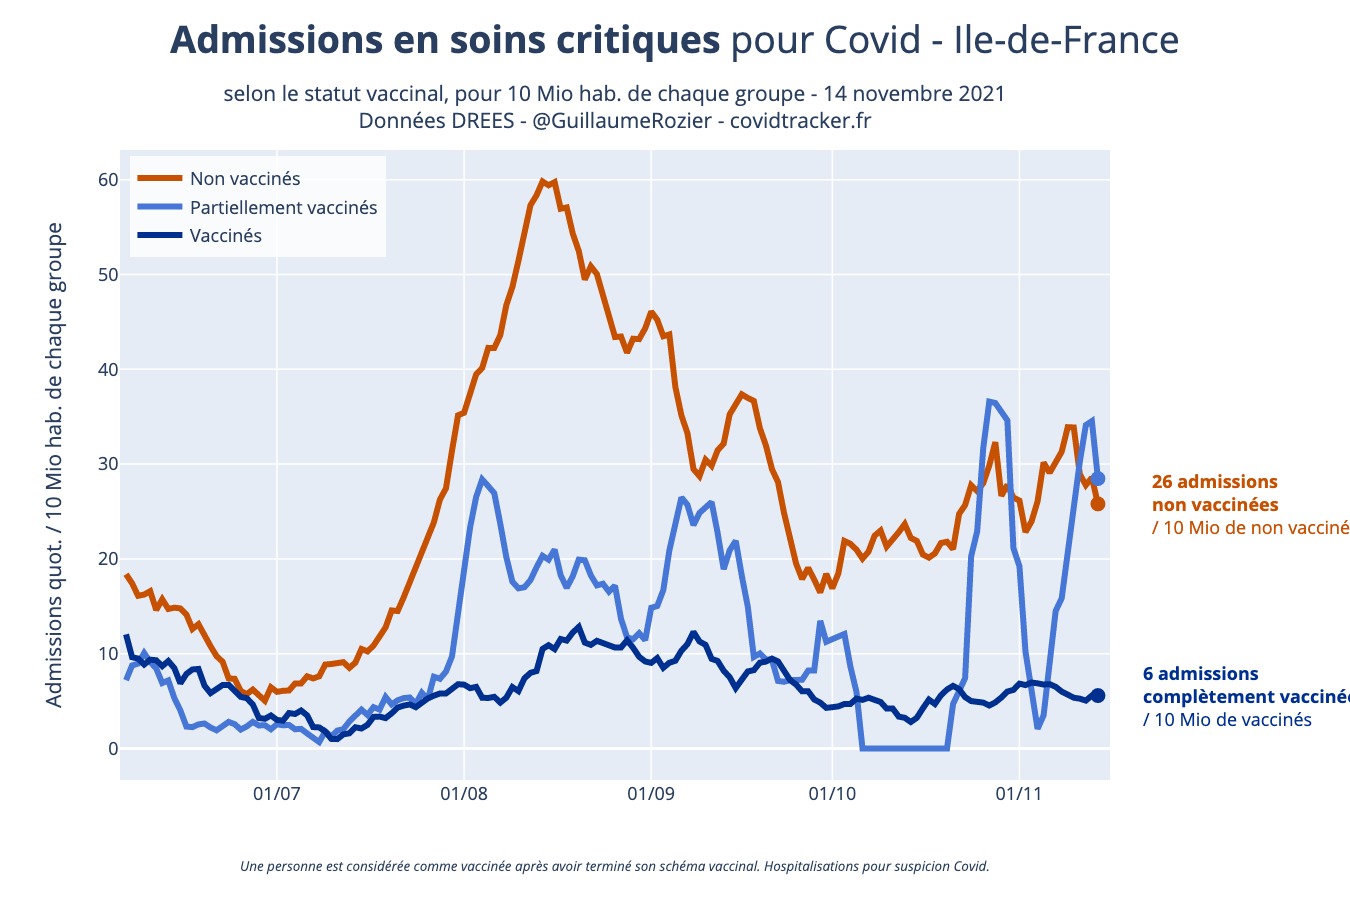 Admissions en soins critiques pour Covid - Ile-de-France
selon le statut vaccinal, pour 10 Mio hab. de chaque groupe - 14 novembre 2021
Données DREES - @GuillaumeRozier - covidtracker.fr
Non vaccinés
Partiellement vaccinés
Vaccinés
Admissions quot. / 10 Mio hab. de chaque groupe
60
50
40
30
20
10
0
01/07
01/08
01/09
01/10
01/11
26 admissions
non vaccinées
/ 10 Mio de non vacciné
6 admissions
complètement vacciné
/ 10 Mio de vaccinés
Une personne est considérée comme vaccinée après avoir terminé son schéma vaccinal. Hospitalisations pour suspicion Covid.